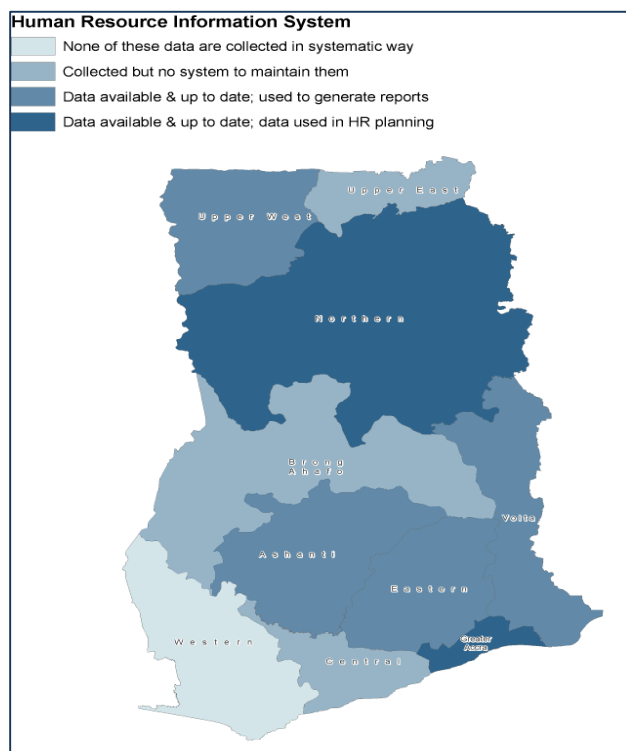 Human Resource Information System
None of these data are collected in systematic way
Collected but no system to maintain them
Data available & up to date; used to generate reports
Data available & up to date; data used in HR planning
Upper East
Upper West
Northern
Brong
Ahafo
Volta
Ashanti
Eastern
Western
Greater
Accra
Central